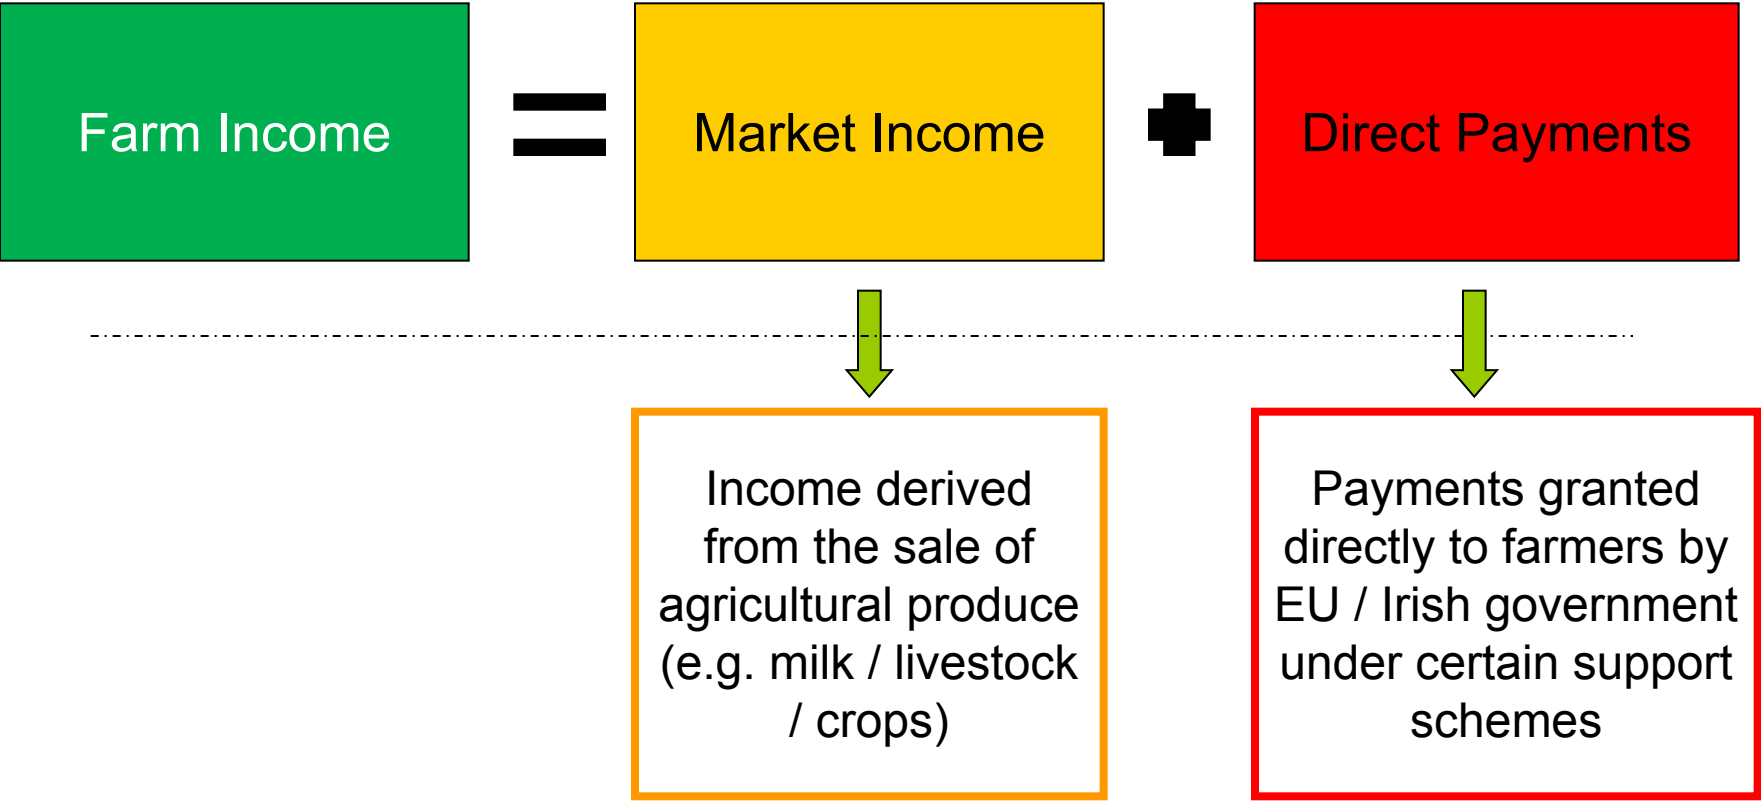 Farm Income
Market Income
Direct Payments
Income derived
from the sale of
agricultural produce
(e.g. milk / livestock
/ crops)
Payments granted
directly to farmers by
EU / Irish government
under certain support
schemes